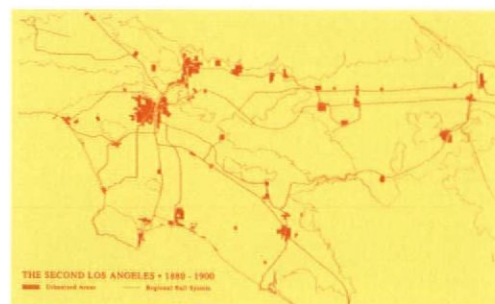 THE SECOND LOS ANGELES • 1880 - 1900
Urbanized Areas Regional Rail System